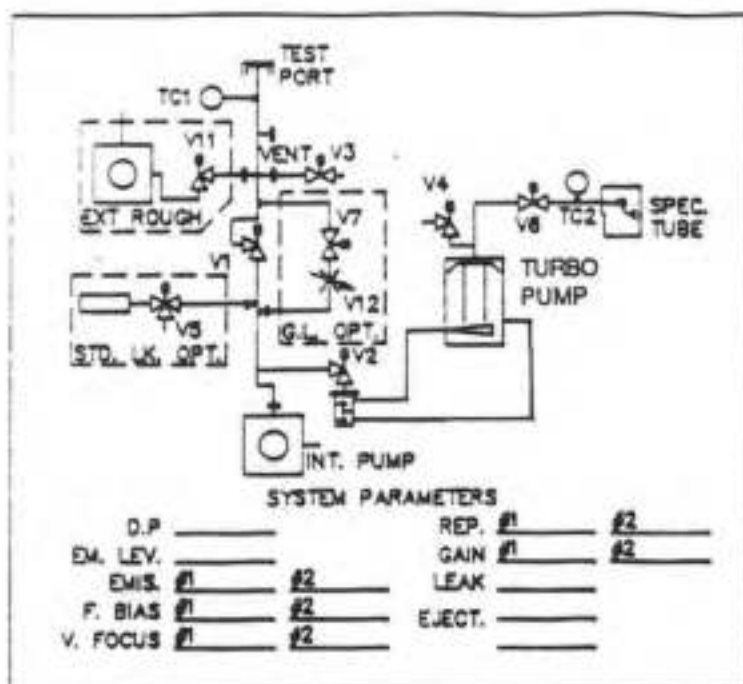 TEST
PORT
TC1
V11
VENT
V3
EXT ROUGH
V7
V1
V12
G.L. OPT.
V5
STD. LK. OPT.
V2
V4
V6
TC2
SPEC.
TUBE
TURBO
PUMP
INT. PUMP
SYSTEM PARAMETERS
D.P
REP. #1 #2
EM. LEV.
GAIN #1 #2
EMIS. #1 #2
LEAK
F. BIAS #1 #2
EJECT.
V. FOCUS #1 #2